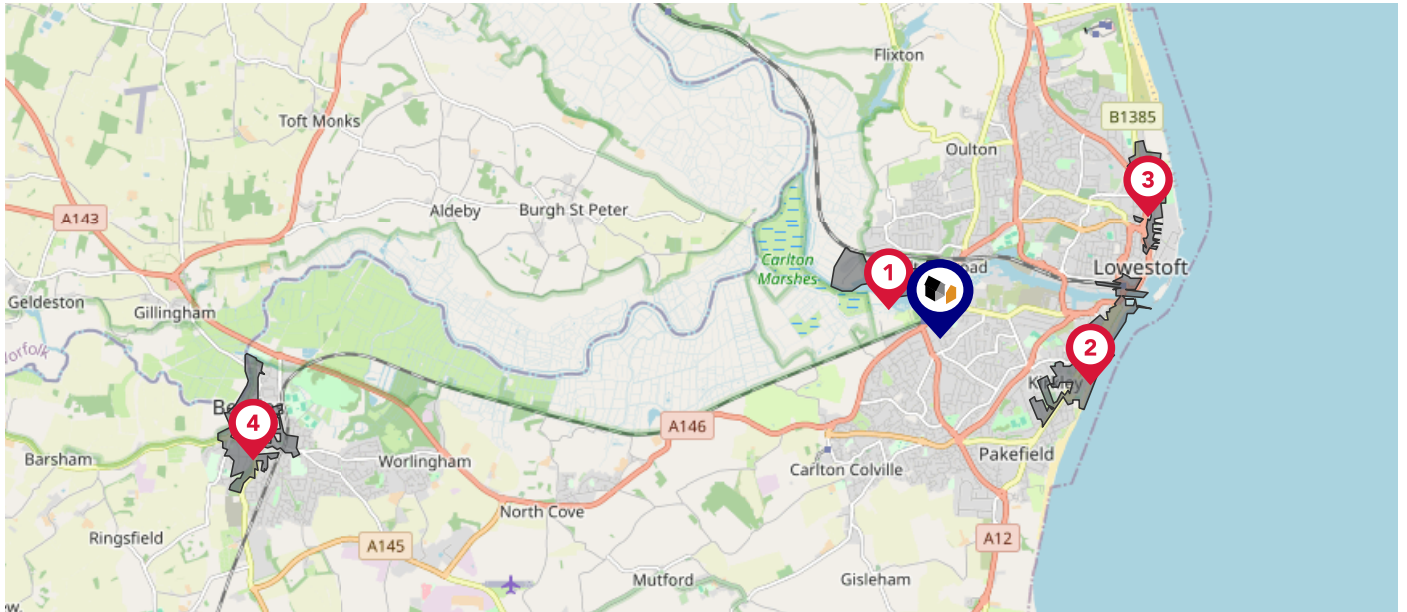 Flixton
B1385
Toft Monks
Oulton
3
A143
Aldeby
Burgh St Peter
Carlton
Marshes
1
Lowestoft
Geldeston
Gillingham
2
4
A146
Barsham
Worlingham
Carlton Colville
Pakefield
North Cove
Ringsfield
A145
A12
Mutford
Gisleham